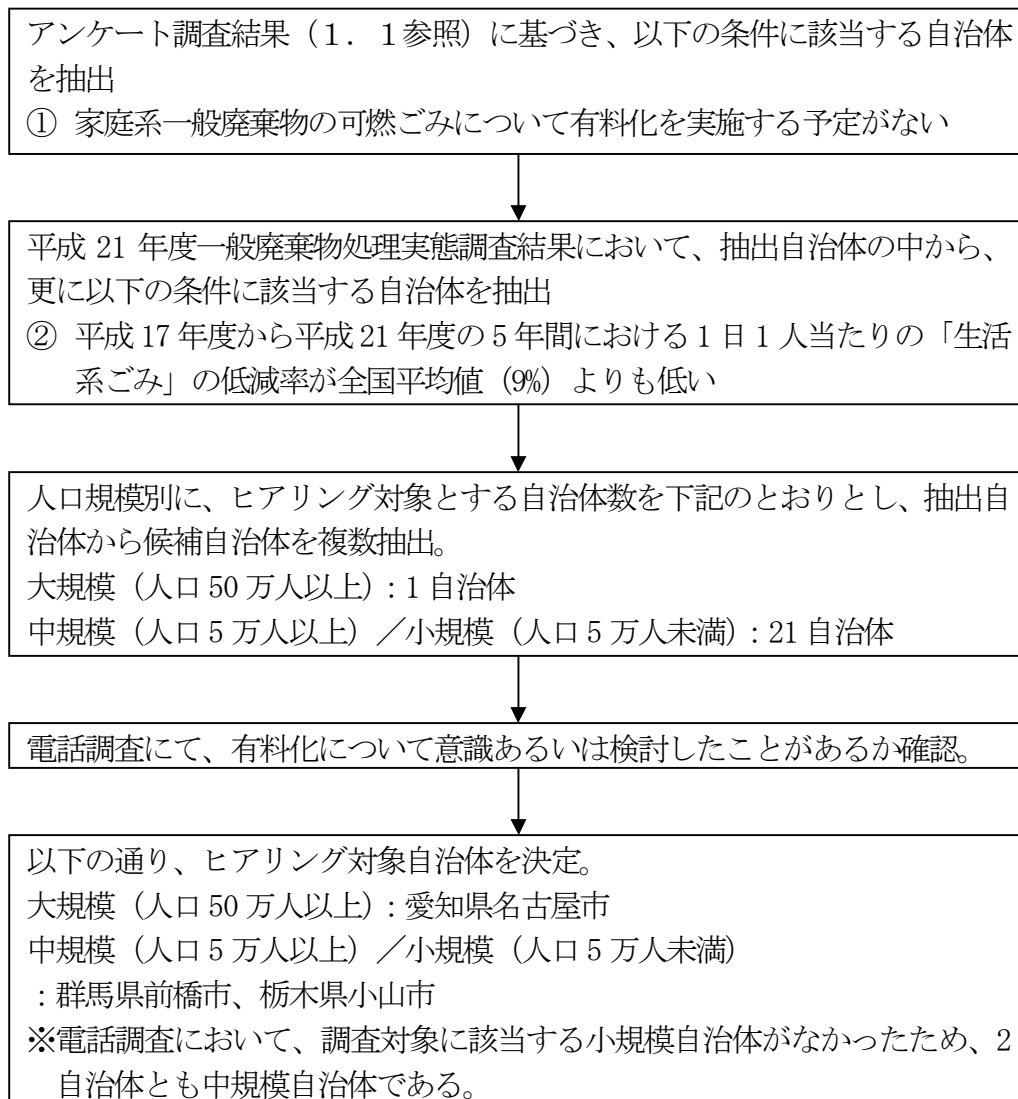 アンケート調査結果(1.1参照)に基づき、以下の条件に該当する自治体
を抽出
① 家庭系一般廃棄物の可燃ごみについて有料化を実施する予定がない
平成 21 年度一般廃棄物処理実態調査結果において、抽出自治体の中から、
更に以下の条件に該当する自治体を抽出
② 平成 17 年度から平成 21 年度の 5 年間における 1 日 1 人当たりの「生活
系ごみ」の低減率が全国平均値(9%)よりも低い
人口規模別に、ヒアリング対象とする自治体数を下記のとおりとし、抽出自
治体から候補自治体を複数抽出。
大規模(人口 50 万人以上):1 自治体
中規模(人口 5 万人以上)/小規模(人口 5 万人未満):21 自治体
電話調査にて、有料化について意識あるいは検討したことがあるか確認。
以下の通り、ヒアリング対象自治体を決定。
大規模(人口 50 万人以上):愛知県名古屋市
中規模(人口 5 万人以上)/小規模(人口 5 万人未満)
:群馬県前橋市、栃木県小山市
※電話調査において、調査対象に該当する小規模自治体がなかったため、2
自治体とも中規模自治体である。